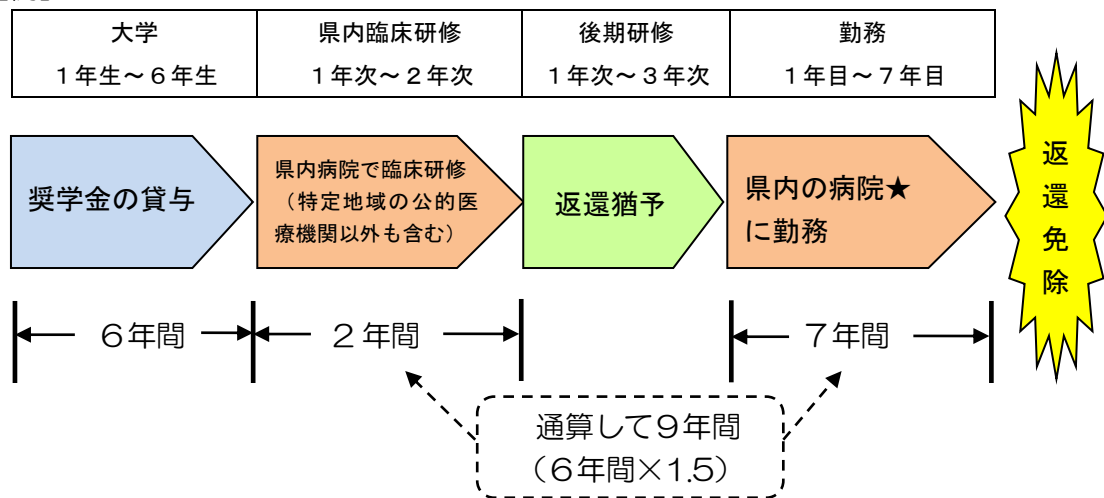 大学
1年生~6年生
県内臨床研修
1年次~2年次
後期研修
1年次~3年次
勤務
1年目~7年目
奨学金の貸与
県内病院で臨床研修
(特定地域の公的医
療機関以外も含む)
返還猶予
県内の病院★
に勤務
返還免除
6年間
2年間
7年間
通算して9年間
(6年間×1.5)